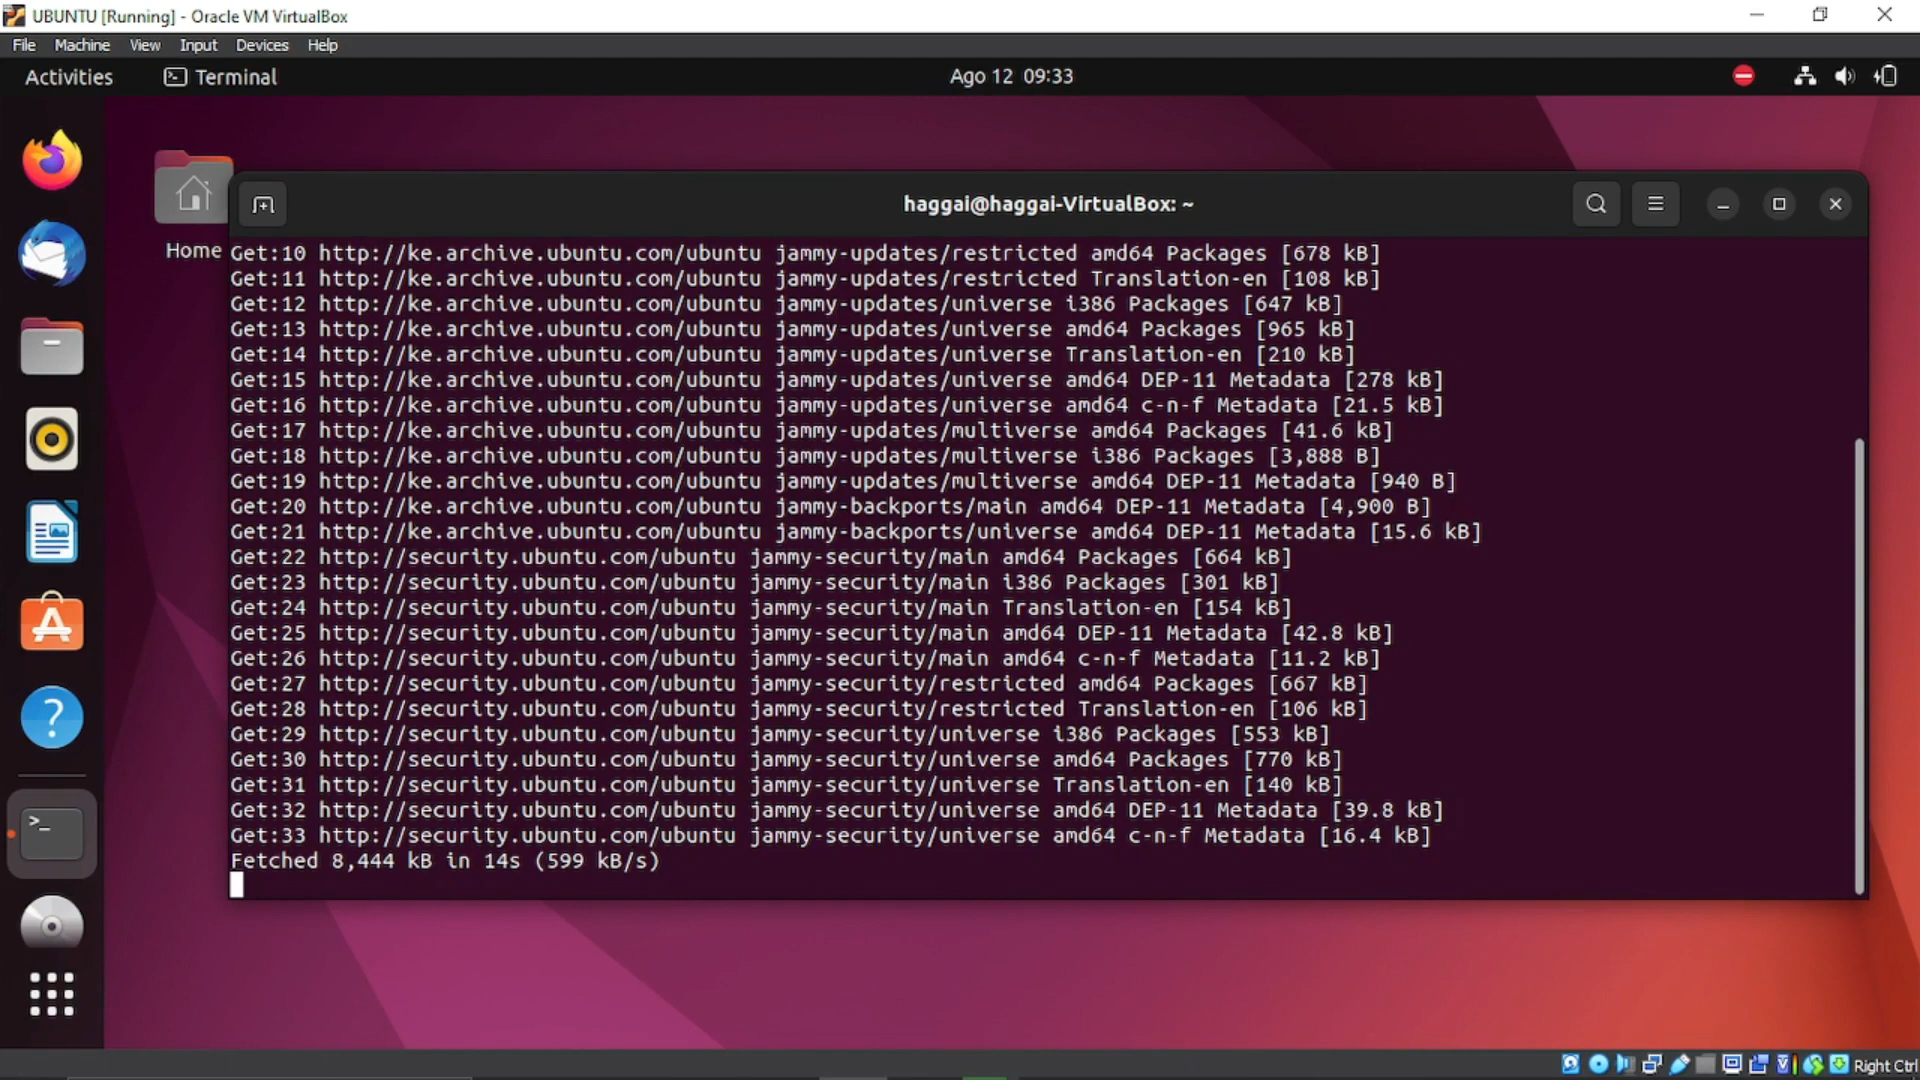 UBUNTU [Running] - Oracle VM VirtualBox
File Machine View Input Devices Help
Activities Terminal Ago 12 09:33
haggai@haggai-VirtualBox: ~
Home
Get:10 http://ke.archive.ubuntu.com/ubuntu jammy-updates/restricted amd64 Packages [678 kB]
Get:11 http://ke.archive.ubuntu.com/ubuntu jammy-updates/restricted Translation-en [108 kB]
Get:12 http://ke.archive.ubuntu.com/ubuntu jammy-updates/universe i386 Packages [647 kB]
Get:13 http://ke.archive.ubuntu.com/ubuntu jammy-updates/universe amd64 Packages [965 kB]
Get:14 http://ke.archive.ubuntu.com/ubuntu jammy-updates/universe Translation-en [210 kB]
Get:15 http://ke.archive.ubuntu.com/ubuntu jammy-updates/universe amd64 DEP-11 Metadata [278 kB]
Get:16 http://ke.archive.ubuntu.com/ubuntu jammy-updates/universe amd64 c-n-f Metadata [21.5 kB]
Get:17 http://ke.archive.ubuntu.com/ubuntu jammy-updates/multiverse amd64 Packages [41.6 kB]
Get:18 http://ke.archive.ubuntu.com/ubuntu jammy-updates/multiverse i386 Packages [3,888 B]
Get:19 http://ke.archive.ubuntu.com/ubuntu jammy-updates/multiverse amd64 DEP-11 Metadata [940 B]
Get:20 http://ke.archive.ubuntu.com/ubuntu jammy-backports/main amd64 DEP-11 Metadata [4,900 B]
Get:21 http://ke.archive.ubuntu.com/ubuntu jammy-backports/universe amd64 DEP-11 Metadata [15.6 kB]
Get:22 http://security.ubuntu.com/ubuntu jammy-security/main amd64 Packages [664 kB]
Get:23 http://security.ubuntu.com/ubuntu jammy-security/main i386 Packages [301 kB]
Get:24 http://security.ubuntu.com/ubuntu jammy-security/main Translation-en [154 kB]
Get:25 http://security.ubuntu.com/ubuntu jammy-security/main amd64 DEP-11 Metadata [42.8 kB]
Get:26 http://security.ubuntu.com/ubuntu jammy-security/main amd64 c-n-f Metadata [11.2 kB]
Get:27 http://security.ubuntu.com/ubuntu jammy-security/restricted amd64 Packages [667 kB]
Get:28 http://security.ubuntu.com/ubuntu jammy-security/restricted Translation-en [106 kB]
Get:29 http://security.ubuntu.com/ubuntu jammy-security/universe i386 Packages [553 kB]
Get:30 http://security.ubuntu.com/ubuntu jammy-security/universe amd64 Packages [770 kB]
Get:31 http://security.ubuntu.com/ubuntu jammy-security/universe Translation-en [140 kB]
Get:32 http://security.ubuntu.com/ubuntu jammy-security/universe amd64 DEP-11 Metadata [39.8 kB]
Get:33 http://security.ubuntu.com/ubuntu jammy-security/universe amd64 c-n-f Metadata [16.4 kB]
Fetched 8,444 kB in 14s (599 kB/s)
Right Ctrl